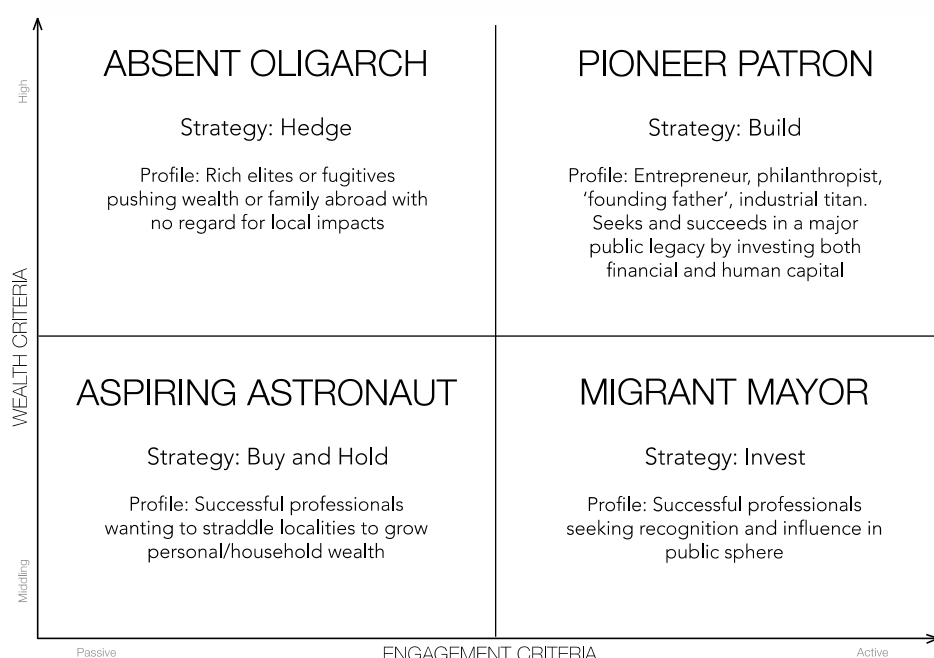 High
ABSENT OLIGARCH
Strategy: Hedge
Profile: Rich elites or fugitives
pushing wealth or family abroad with
no regard for local impacts
PIONEER PATRON
Strategy: Build
Profile: Entrepreneur, philanthropist,
‘founding father’, industrial titan.
Seeks and succeeds in a major
public legacy by investing both
financial and human capital
WEALTH CRITERIA
ASPIRING ASTRONAUT
Strategy: Buy and Hold
Profile: Successful professionals
wanting to straddle localities to grow
personal/household wealth
MIGRANT MAYOR
Strategy: Invest
Profile: Successful professionals
seeking recognition and influence in
public sphere
Middling
Passive
ENGAGEMENT CRITERIA
Active